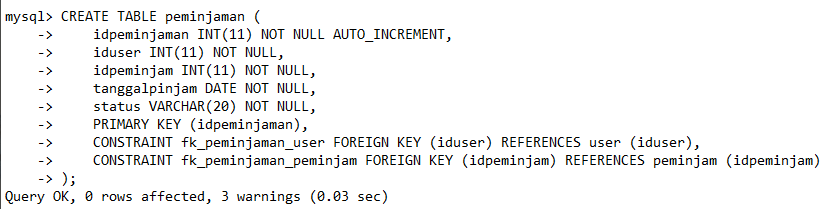 mysql> CREATE TABLE peminjaman (
    ->     idpeminjaman INT(11) NOT NULL AUTO_INCREMENT,
    ->     iduser INT(11) NOT NULL,
    ->     idpeminjam INT(11) NOT NULL,
    ->     tanggalpinjam DATE NOT NULL,
    ->     status VARCHAR(20) NOT NULL,
    ->     PRIMARY KEY (idpeminjaman),
    ->     CONSTRAINT fk_peminjaman_user FOREIGN KEY (iduser) REFERENCES user (iduser),
    ->     CONSTRAINT fk_peminjaman_peminjam FOREIGN KEY (idpeminjam) REFERENCES peminjam (idpeminjam)
    -> );
Query OK, 0 rows affected, 3 warnings (0.03 sec)